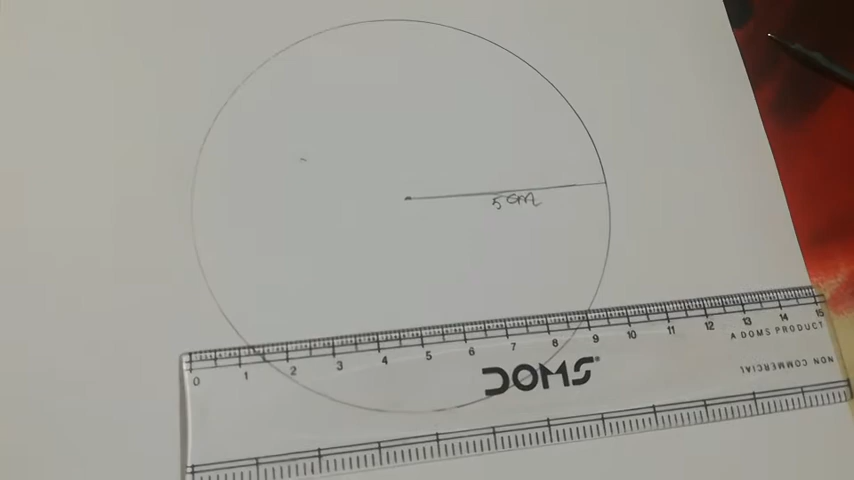 5 cm
0 1 2 3 4 5 6 7 8 9 10 11 12 13 14 15
A DOMS PRODUCT
DOMS®
NON COMMERCIAL